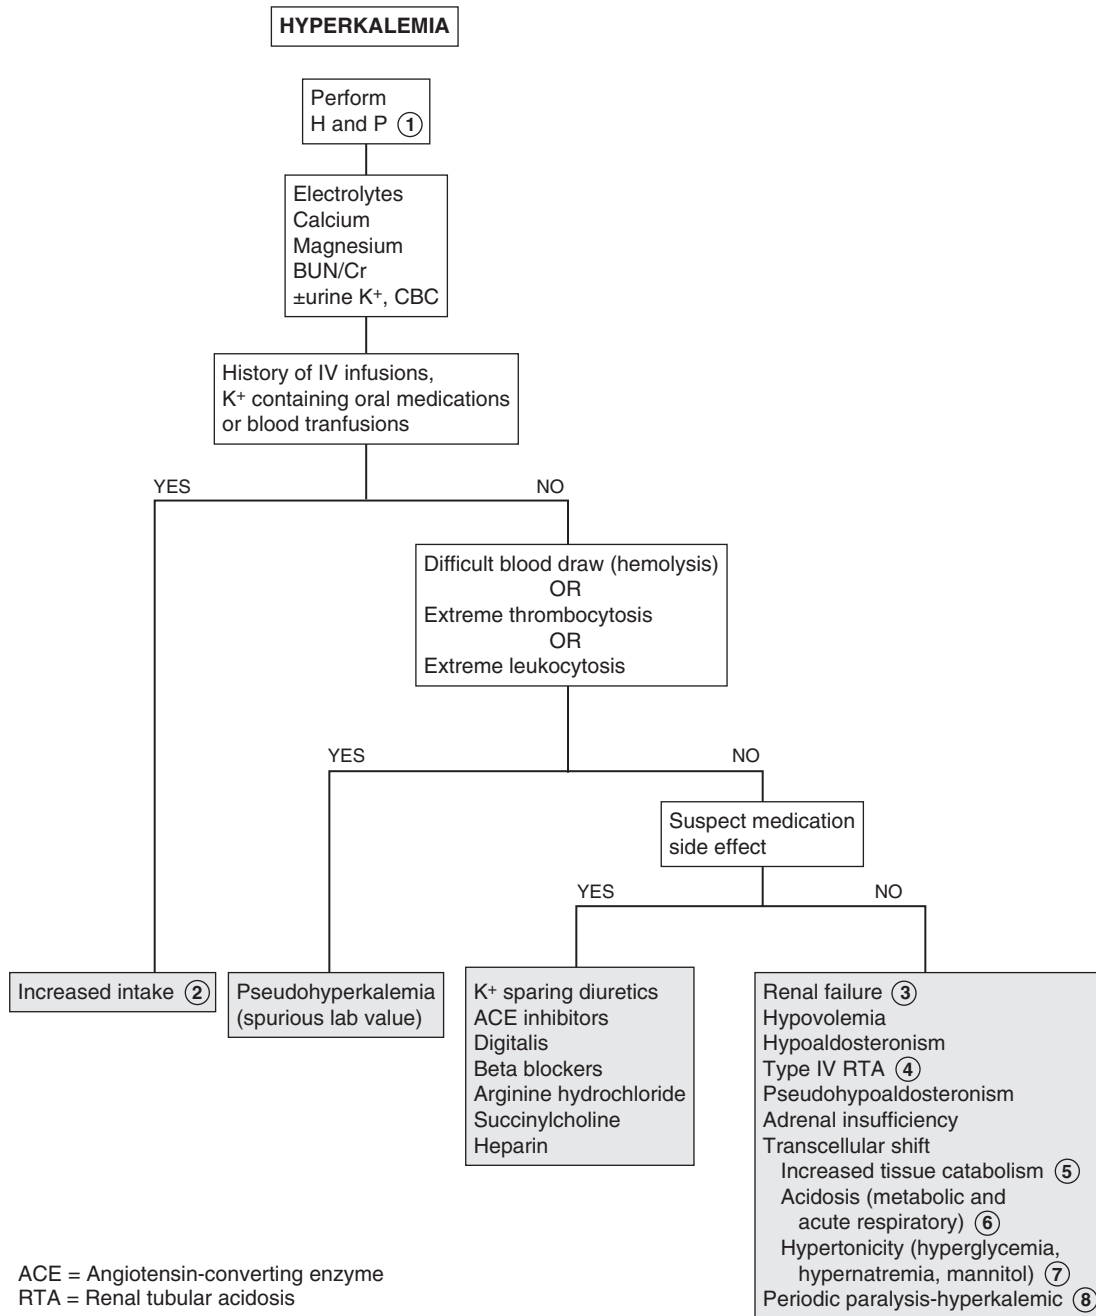 HYPERKALEMIA
Perform
H and P 1
Electrolytes
Calcium
Magnesium
BUN/Cr
±urine K⁺, CBC
History of IV infusions,
K⁺ containing oral medications
or blood tranfusions
YES
NO
Difficult blood draw (hemolysis)
OR
Extreme thrombocytosis
OR
Extreme leukocytosis
YES
NO
Suspect medication
side effect
YES
NO
Increased intake 2
Pseudohyperkalemia
(spurious lab value)
K⁺ sparing diuretics
ACE inhibitors
Digitalis
Beta blockers
Arginine hydrochloride
Succinylcholine
Heparin
Renal failure 3
Hypovolemia
Hypoaldosteronism
Type IV RTA 4
Pseudohypoaldosteronism
Adrenal insufficiency
Transcellular shift
Increased tissue catabolism 5
Acidosis (metabolic and
acute respiratory) 6
Hypertonicity (hyperglycemia,
hypernatremia, mannitol) 7
Periodic paralysis-hyperkalemic 8
ACE = Angiotensin-converting enzyme
RTA = Renal tubular acidosis